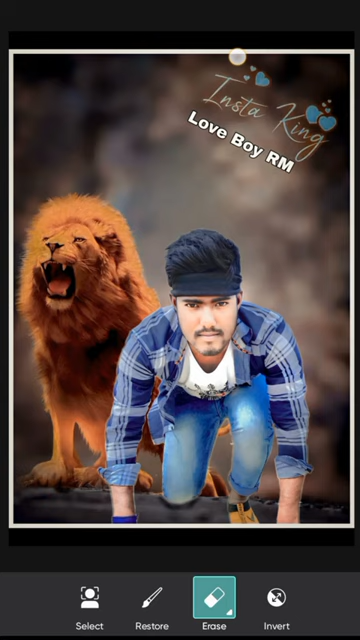 Insta King
Love Boy RM
Select
Restore
Erase
Invert